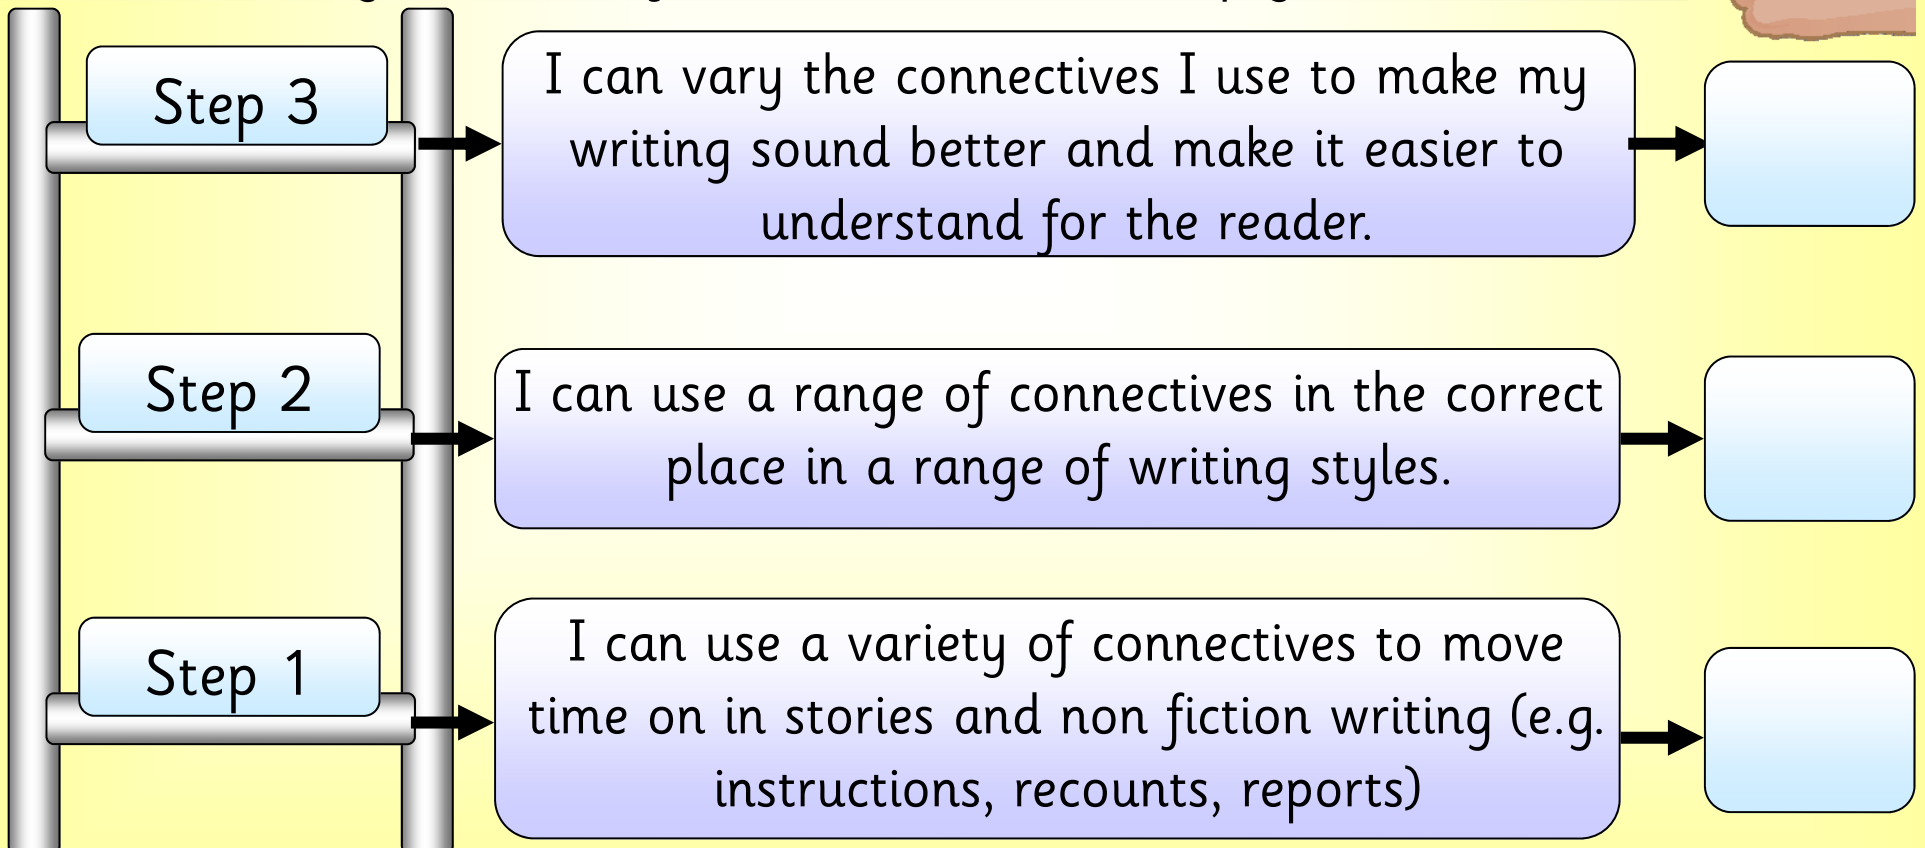 Step 3
I can vary the connectives I use to make my
writing sound better and make it easier to
understand for the reader.
Step 2
I can use a range of connectives in the correct
place in a range of writing styles.
Step 1
I can use a variety of connectives to move
time on in stories and non fiction writing (e.g.
instructions, recounts, reports)